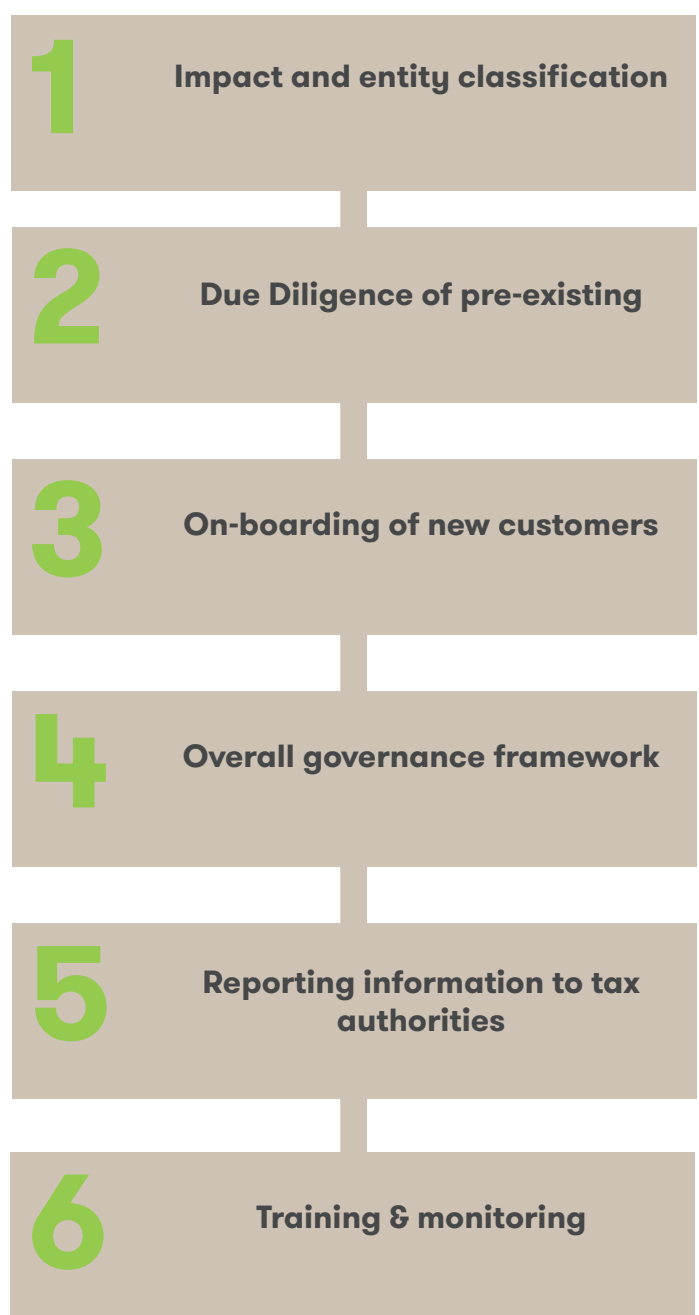 1
Impact and entity classification
2
Due Diligence of pre-existing
3
On-boarding of new customers
4
Overall governance framework
5
Reporting information to tax
authorities
6
Training & monitoring